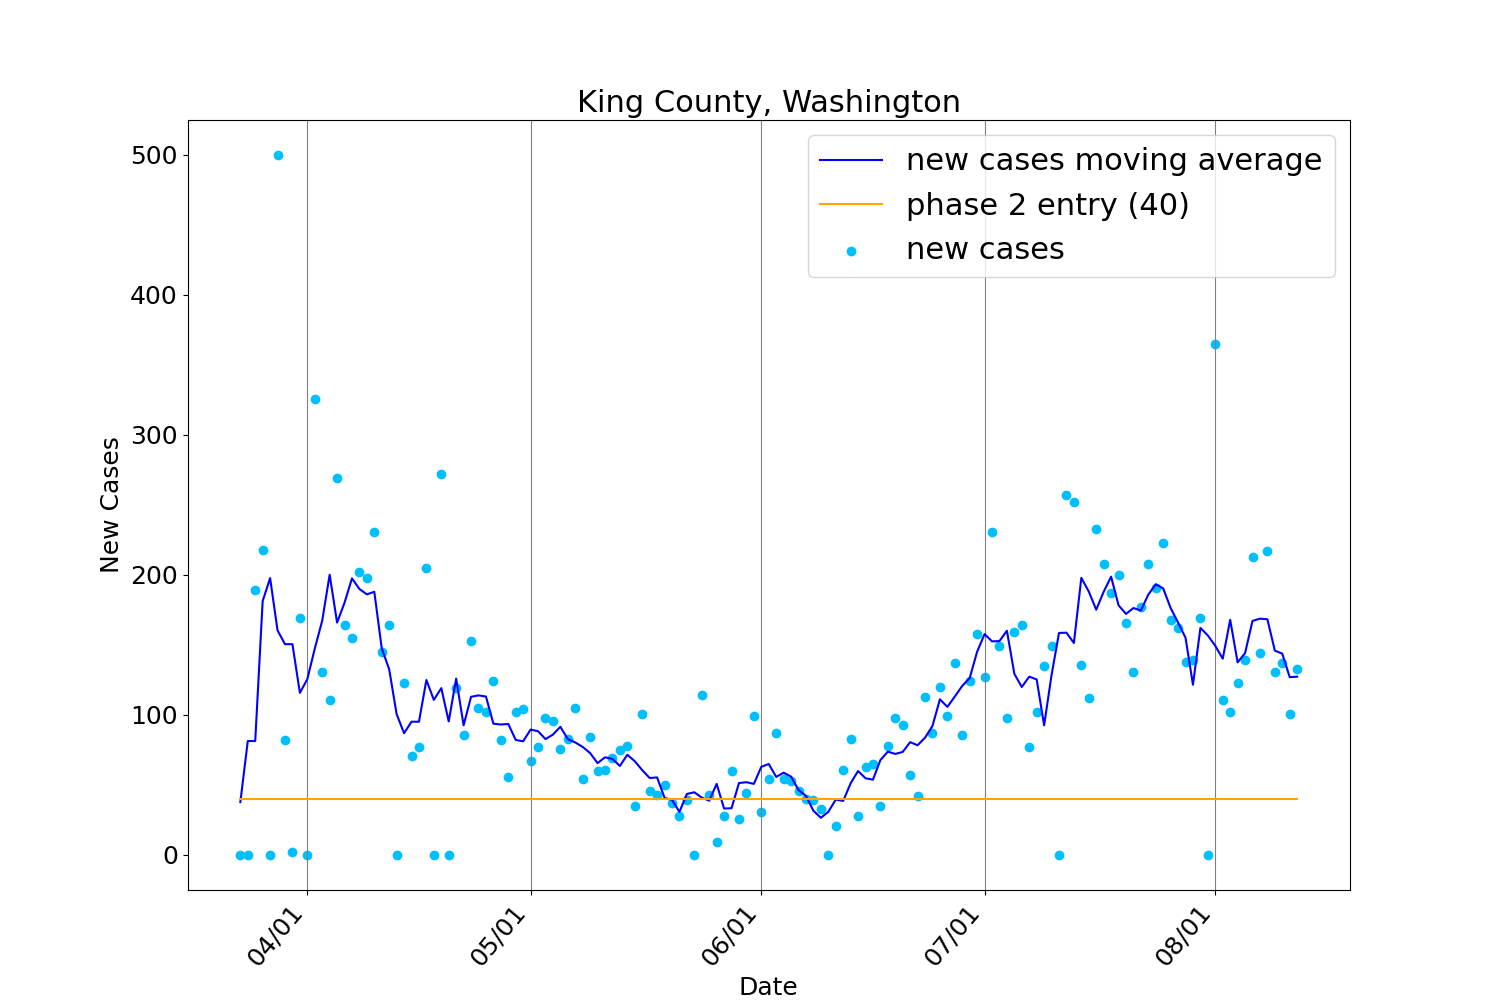 King County, Washington
new cases moving average
phase 2 entry (40)
new cases
500
400
300
200
100
0
New Cases
04/01
05/01
06/01
07/01
08/01
Date